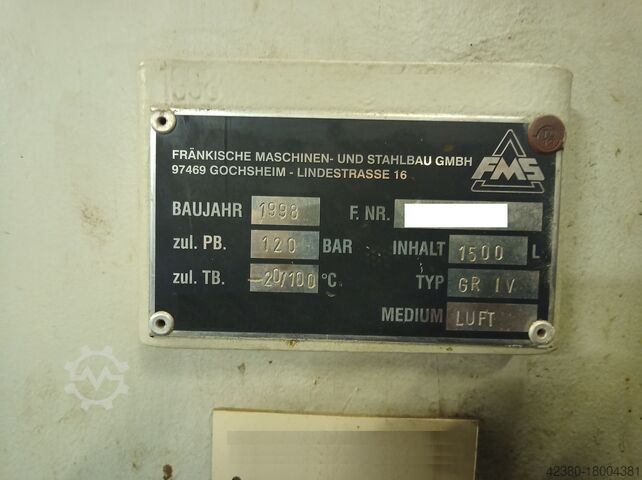 FRÄNKISCHE MASCHINEN- UND STAHLBAU GMBH
97469 GOCHSHEIM - LINDESTRASSE 16
FMS
BAUJAHR 1998 F. NR.
zul. PB. 120 BAR INHALT 1500 L
zul. TB. -20/100 °C TYP GR IV
MEDIUM LUFT
42380-18004381